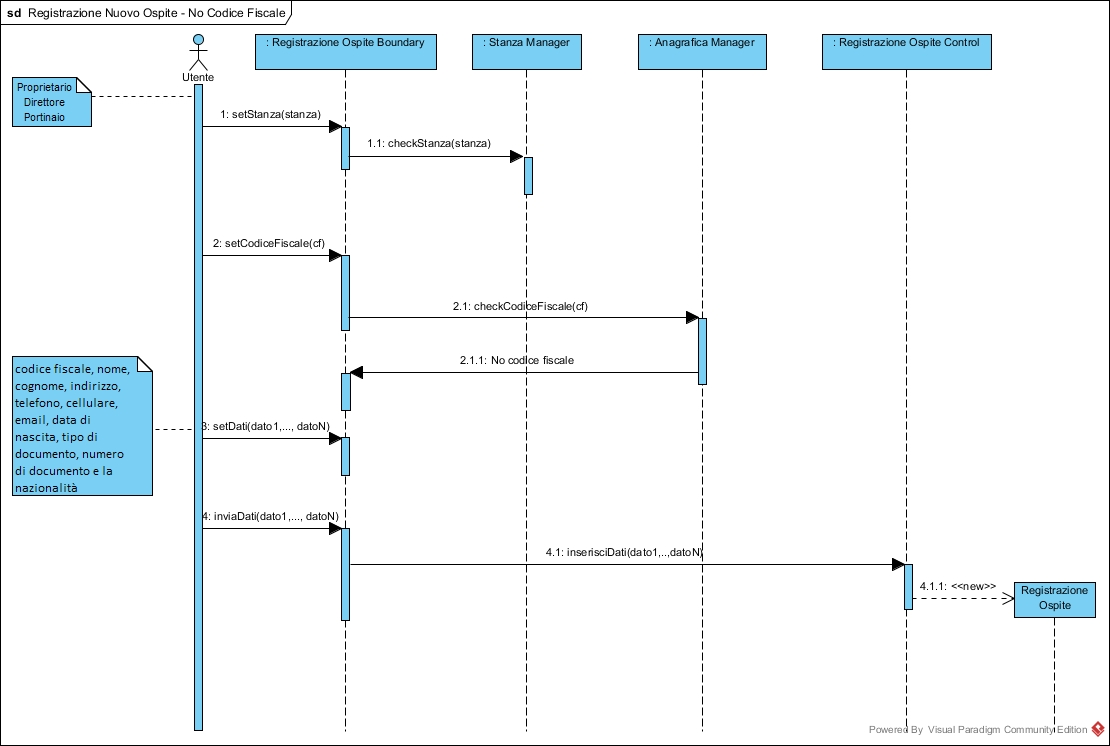 sd Registrazione Nuovo Ospite - No Codice Fiscale
: Registrazione Ospite Boundary
: Stanza Manager
: Anagrafica Manager
: Registrazione Ospite Control
Utente
Proprietario
Direttore
Portinaio
1: setStanza(stanza)
1.1: checkStanza(stanza)
2: setCodiceFiscale(cf)
2.1: checkCodiceFiscale(cf)
2.1.1: No codice fiscale
codice fiscale, nome,
cognome, indirizzo,
telefono, cellulare,
email, data di
nascita, tipo di
documento, numero
di documento e la
nazionalità
3: setDati(dato1,..., datoN)
4: inviaDati(dato1,..., datoN)
4.1: inserisciDati(dato1,..,datoN)
4.1.1: <<new>>
Registrazione
Ospite
Powered By Visual Paradigm Community Edition